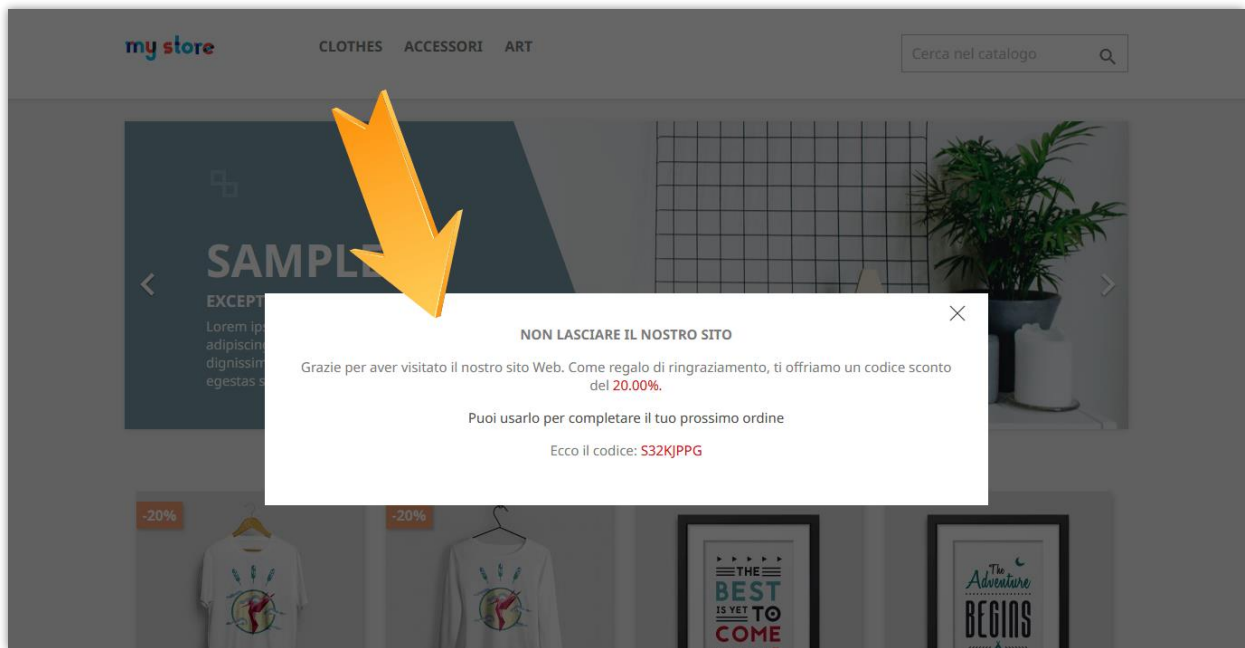 my store
CLOTHES ACCESSORI ART
Cerca nel catalogo
SAMPLE
EXCEPT
Lorem ips
adipiscing
dignissim
egestas s
NON LASCIARE IL NOSTRO SITO
Grazie per aver visitato il nostro sito Web. Come regalo di ringraziamento, ti offriamo un codice sconto
del 20.00%.
Puoi usarlo per completare il tuo prossimo ordine
Ecco il codice: S32KJPPG
-20%
-20%
THE
BEST
IS YET TO
COME
The
Adventure
BEGINS